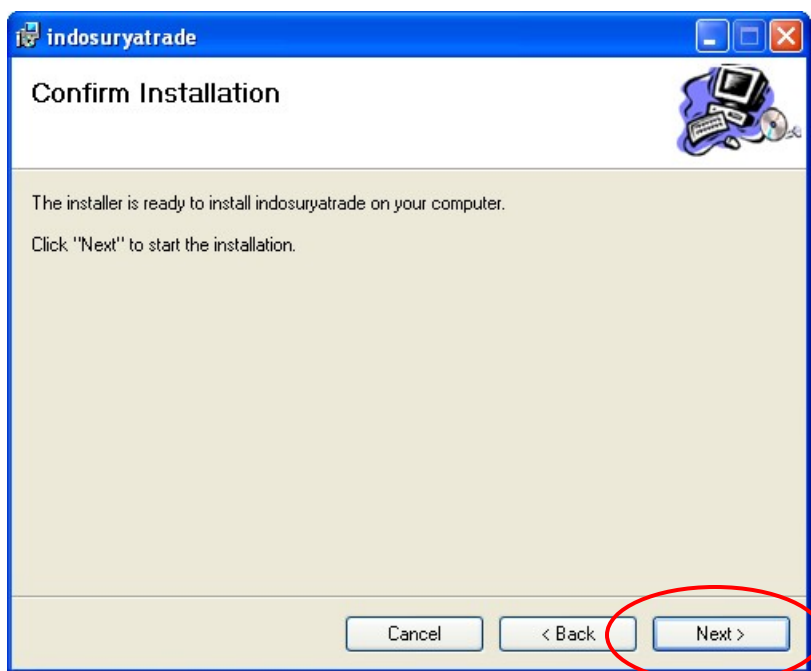 indosuryatrade
Confirm Installation
The installer is ready to install indosuryatrade on your computer.
Click "Next" to start the installation.
Cancel
< Back
Next >